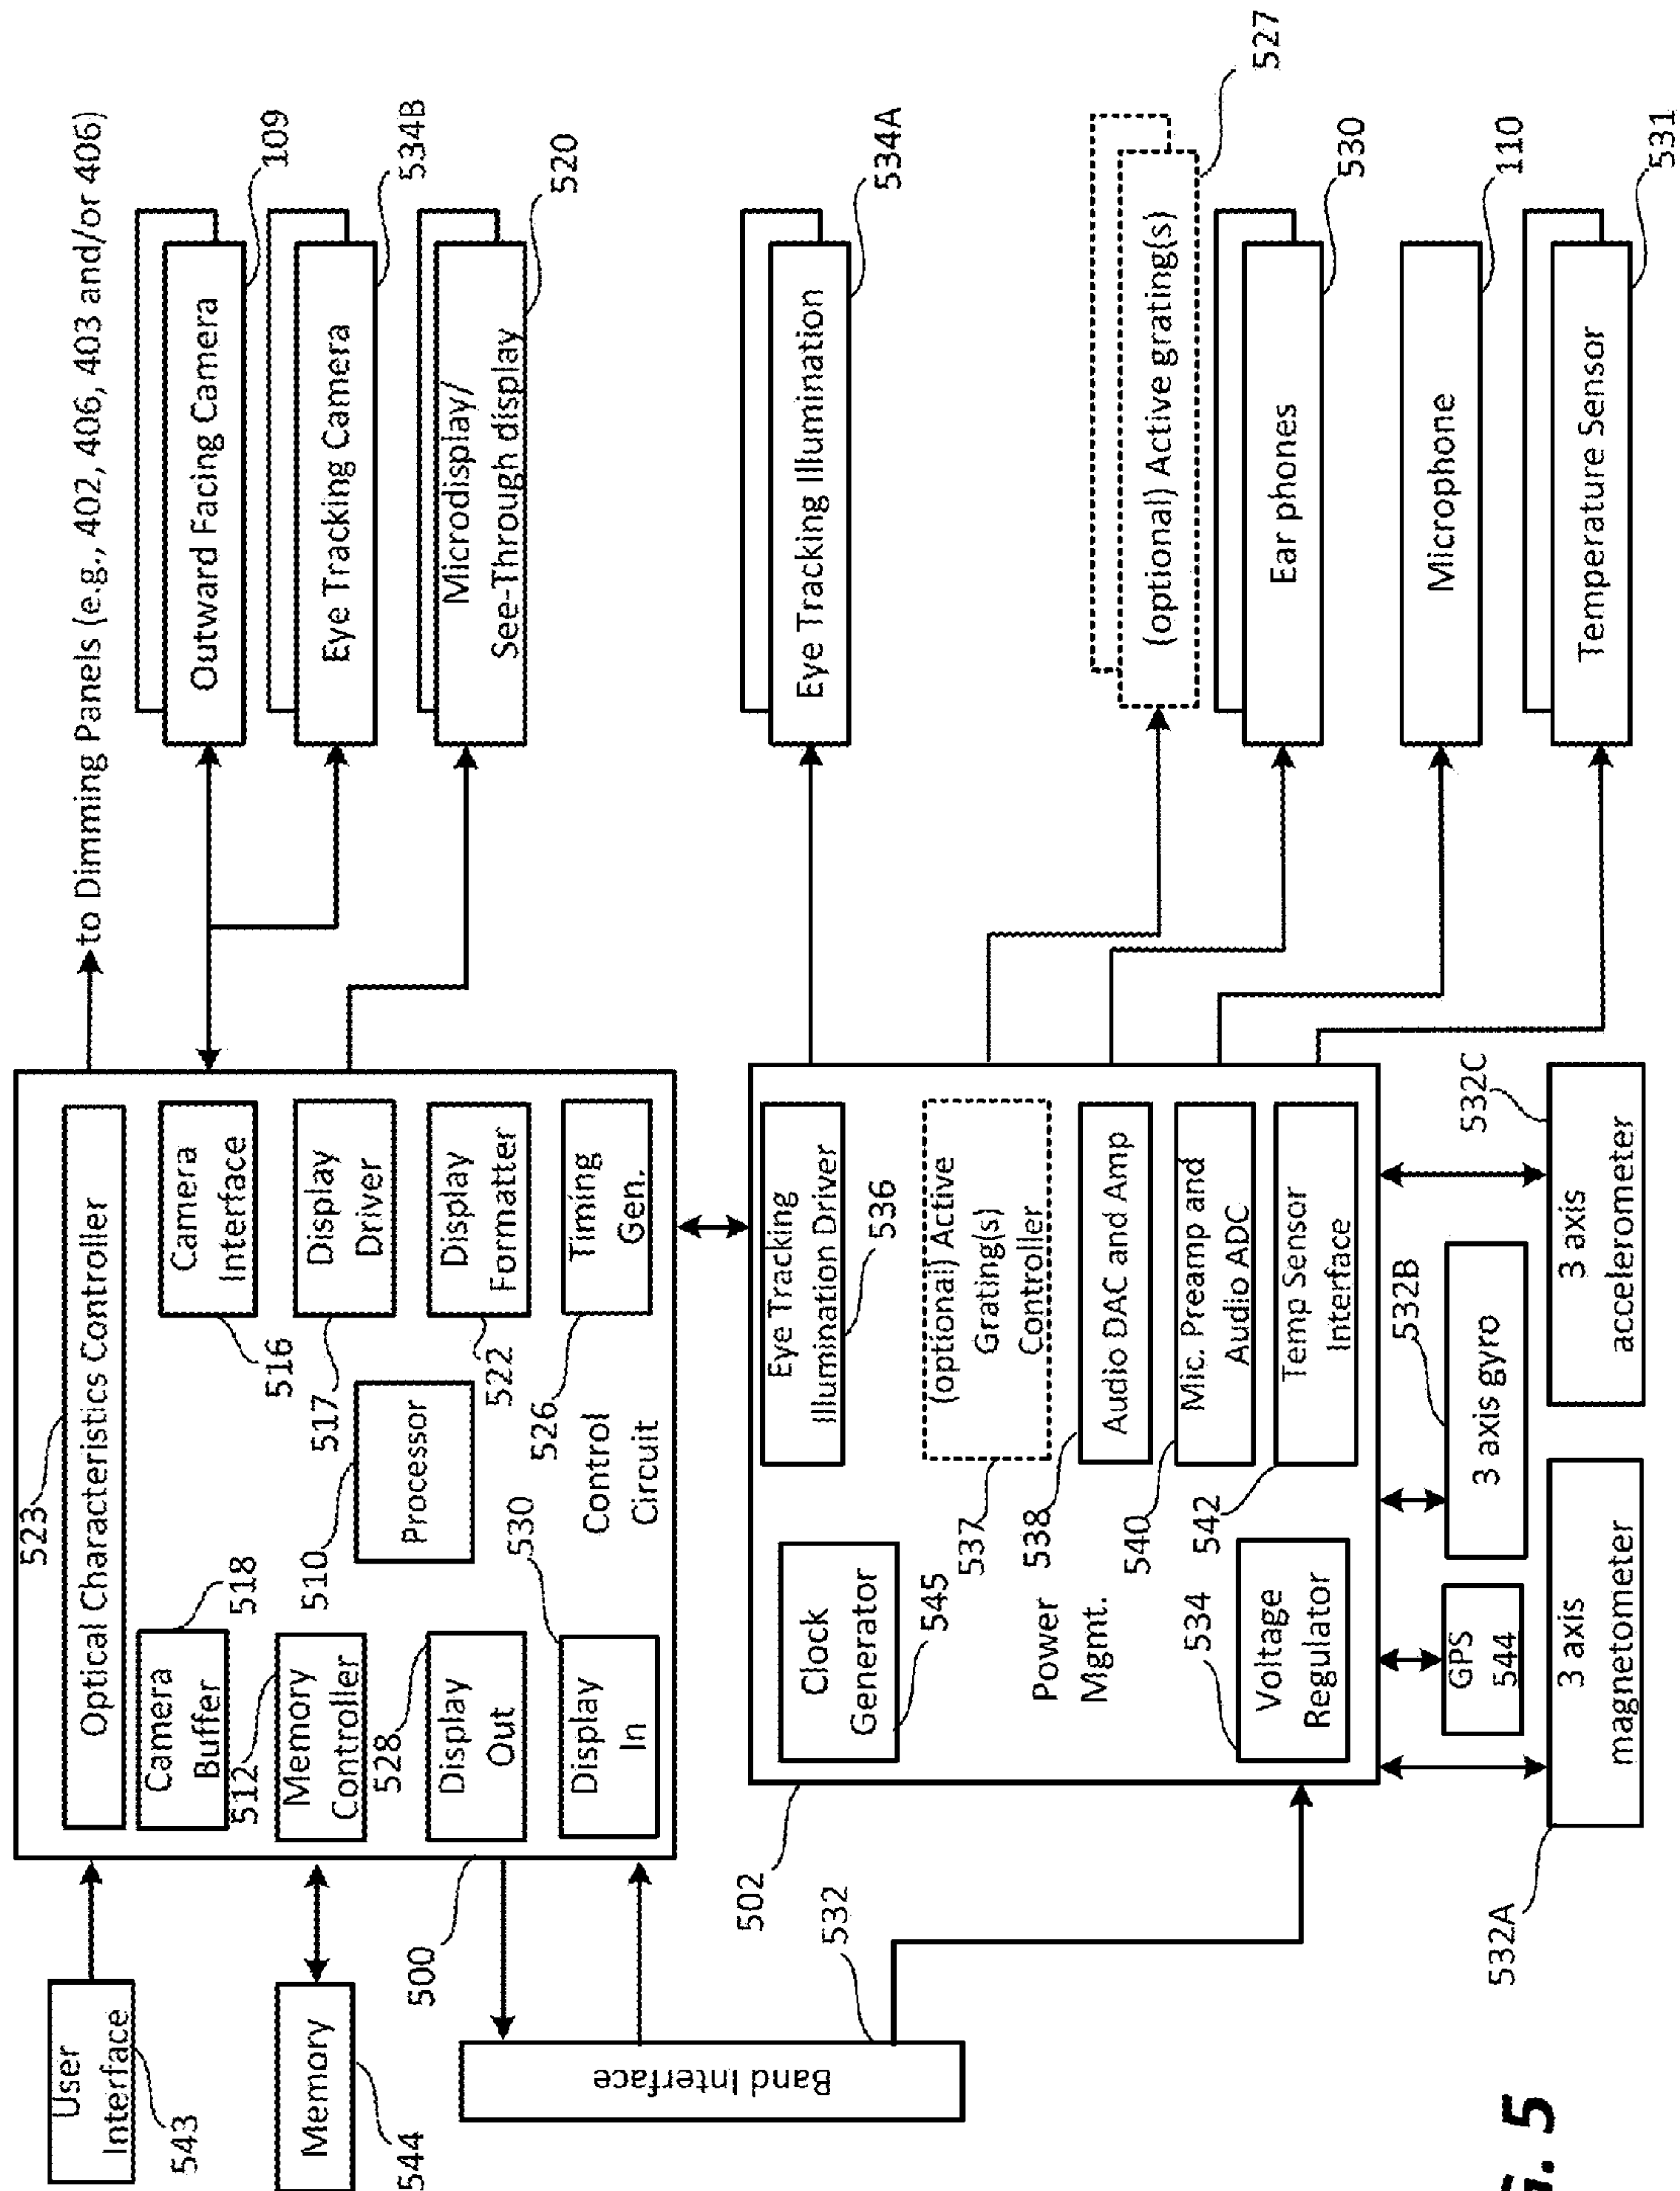 523
Optical Characteristics Controller
to Dimming Panels (e.g., 402, 406, 403 and/or 406)
User
Interface
543
Camera
Buffer
518
Camera
Interface
516
Outward Facing Camera
109
Memory
544
512
Memory
Controller
510
Processor
Display
Driver
517
Eye Tracking Camera
534B
528
Display
Out
Display
Formatter
522
Microdisplay/
See-Through display
520
500
Display
In
530
Control
Circuit
Timing
Gen.
526
Band Interface
532
502
Clock
Generator
545
Eye Tracking
Illumination Driver
536
Eye Tracking Illumination
534A
Power
Mgmt.
(optional) Active
Grating(s)
Controller
537
(optional) Active grating(s)
527
538
Audio DAC and Amp
Ear phones
530
540
Mic. Preamp and
Audio ADC
Microphone
110
534
Voltage
Regulator
542
Temp Sensor
Interface
Temperature Sensor
531
GPS
544
3 axis gyro
532B
532C
3 axis
magnetometer
532A
3 axis
accelerometer
G. 5